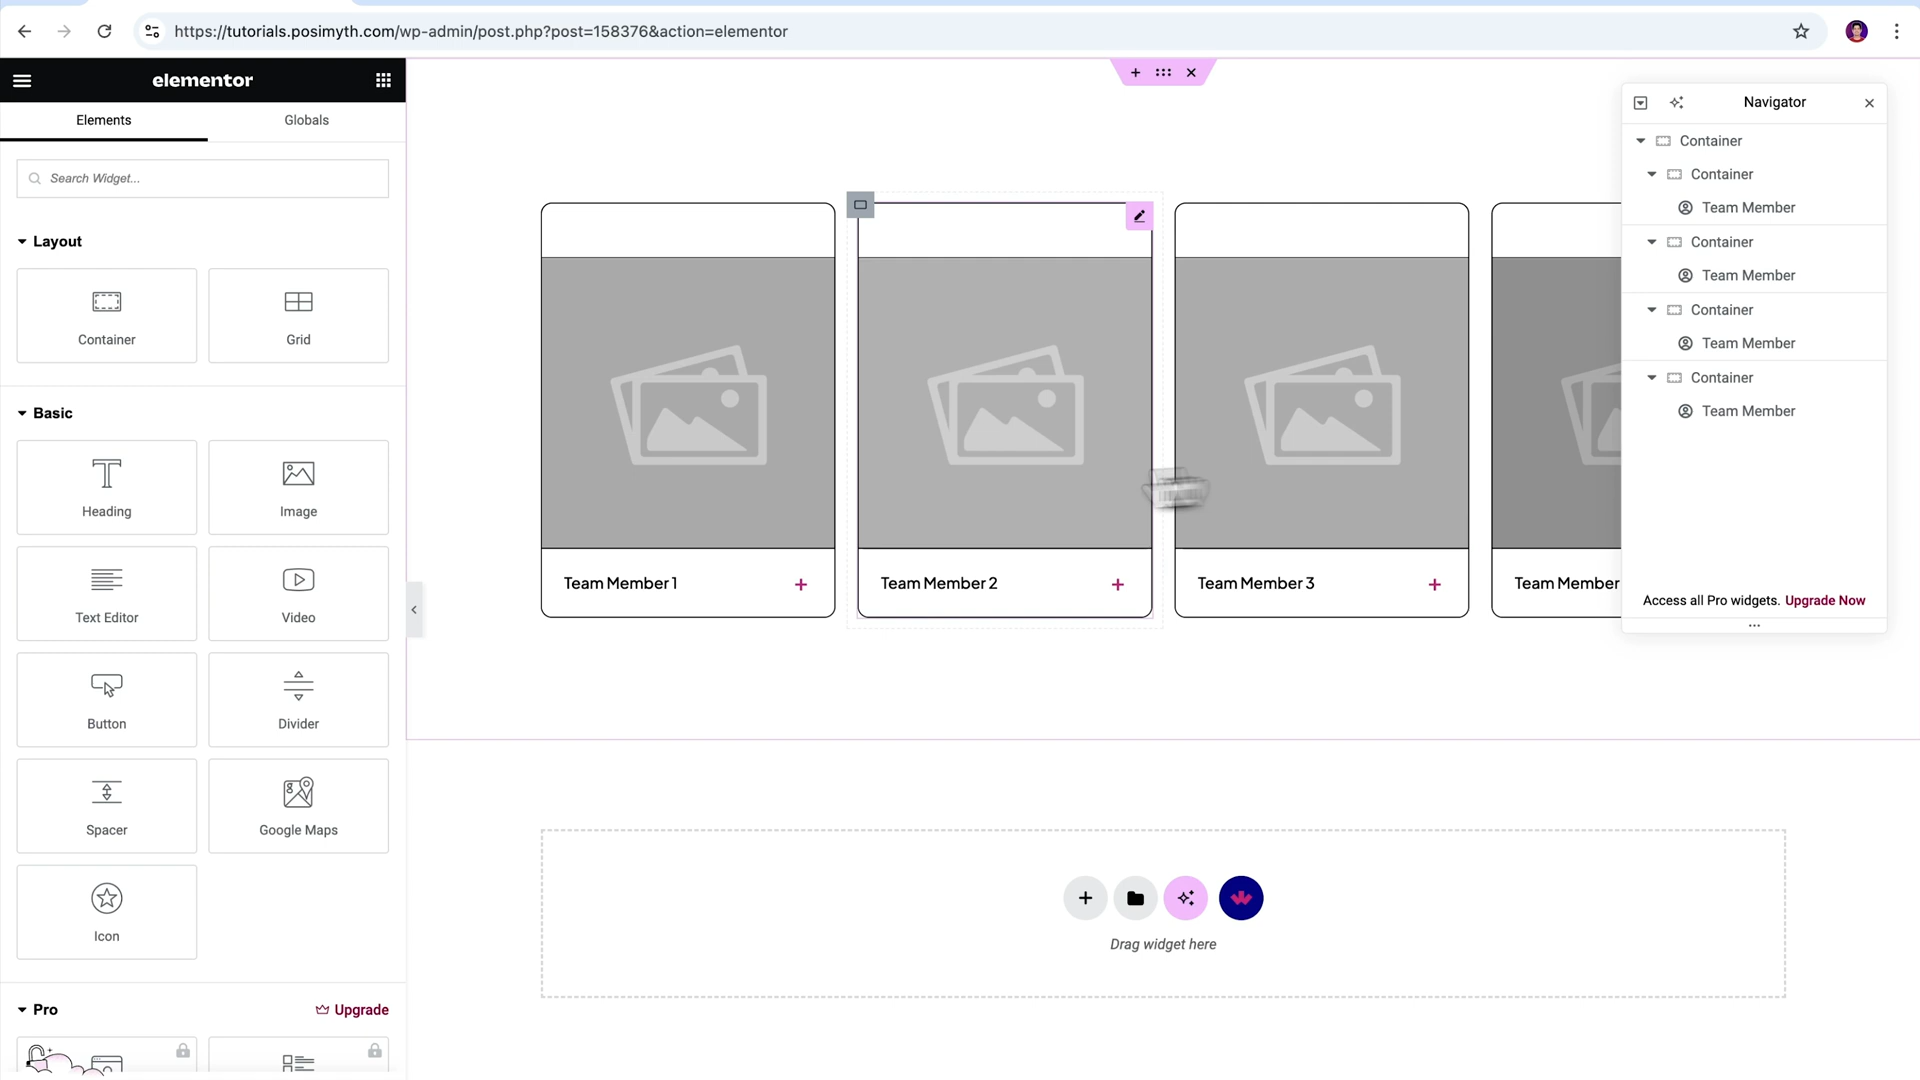 https://tutorials.posimyth.com/wp-admin/post.php?post=158376&action=elementor
elementor
Elements
Globals
Search Widget...
Layout
Container
Grid
Basic
Heading
Image
Text Editor
Video
Button
Divider
Spacer
Google Maps
Icon
Pro
Upgrade
Team Member 1
+
Team Member 2
+
Team Member 3
+
Team Member
Drag widget here
Navigator
Container
Container
Team Member
Container
Team Member
Container
Team Member
Container
Team Member
Access all Pro widgets. Upgrade Now